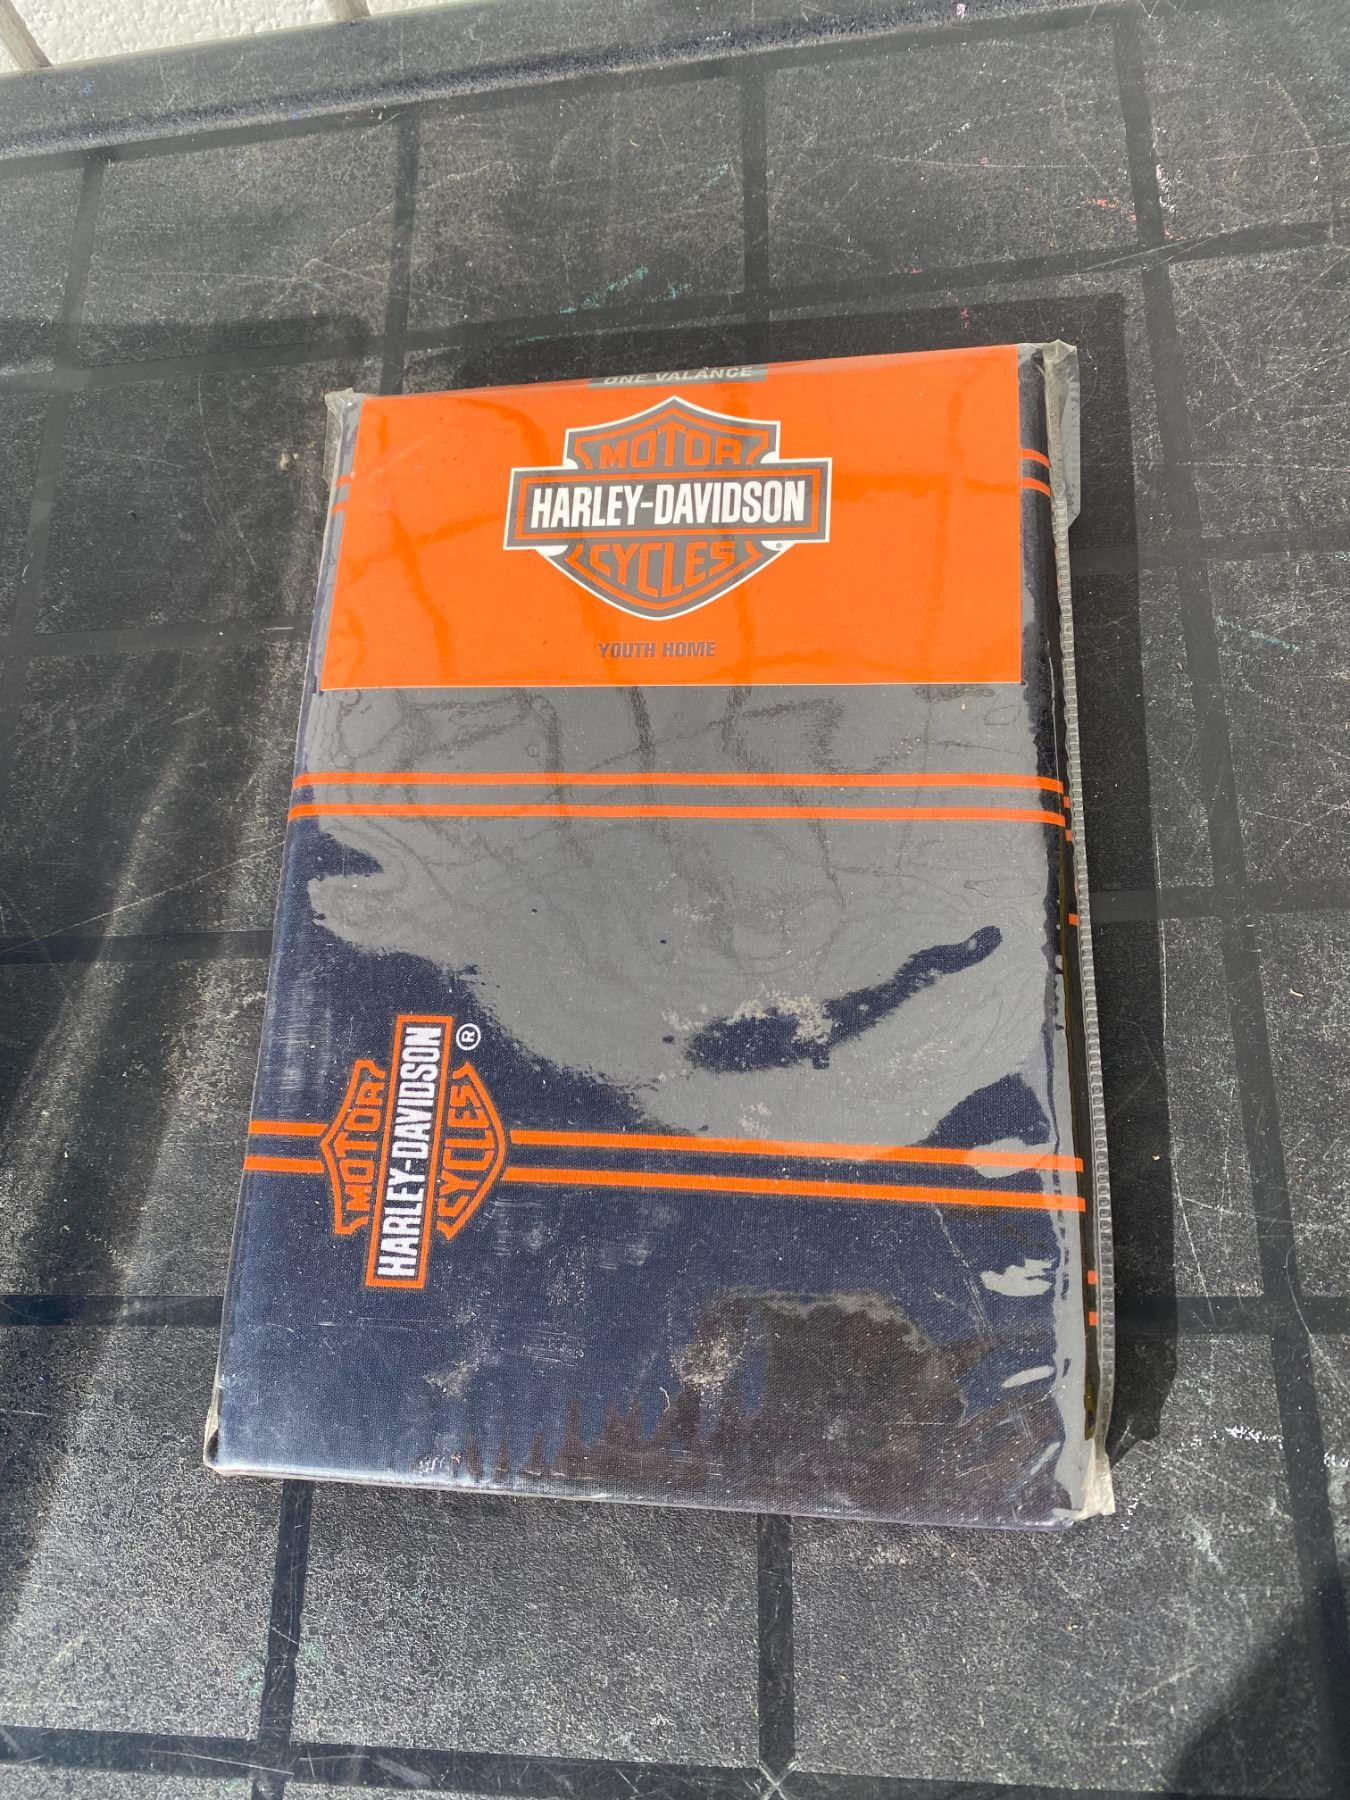 ONE VALANCE
MOTOR
HARLEY-DAVIDSON
CYCLES
®
YOUTH HOME
MOTOR
HARLEY-DAVIDSON
CYCLES
®